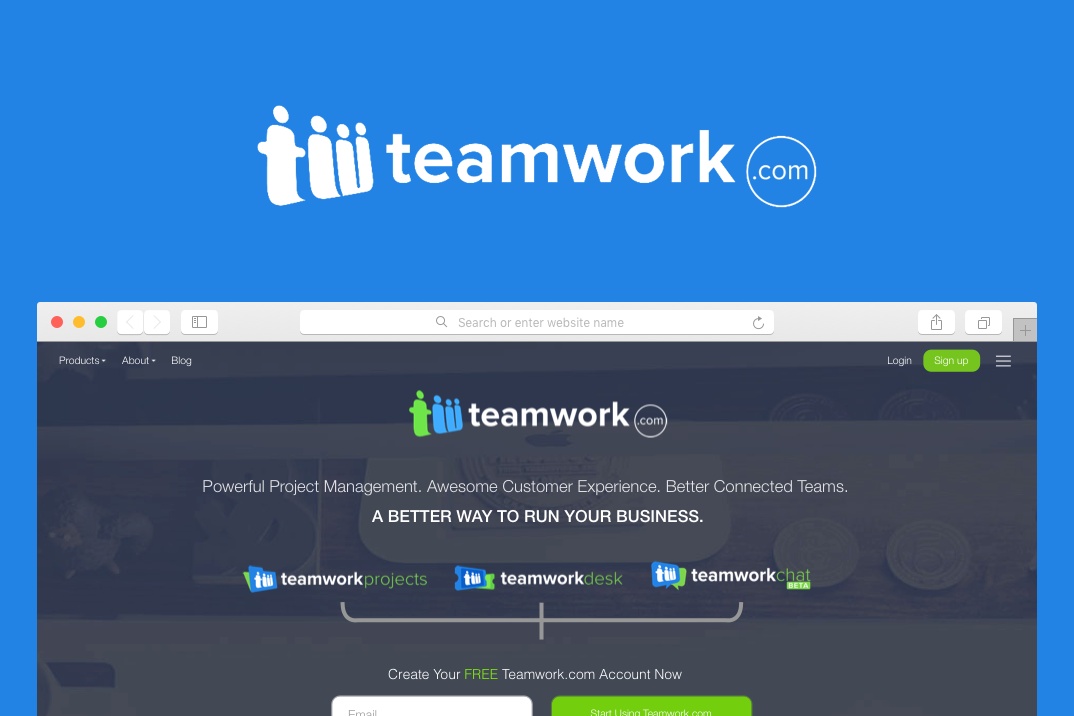 teamwork .com
Search or enter website name
Products About Blog Login Sign up
teamwork .com
Powerful Project Management. Awesome Customer Experience. Better Connected Teams.
A BETTER WAY TO RUN YOUR BUSINESS.
teamworkprojects teamworkdesk teamworkchat
BETA
Create Your FREE Teamwork.com Account Now
Email Start Using Teamwork.com